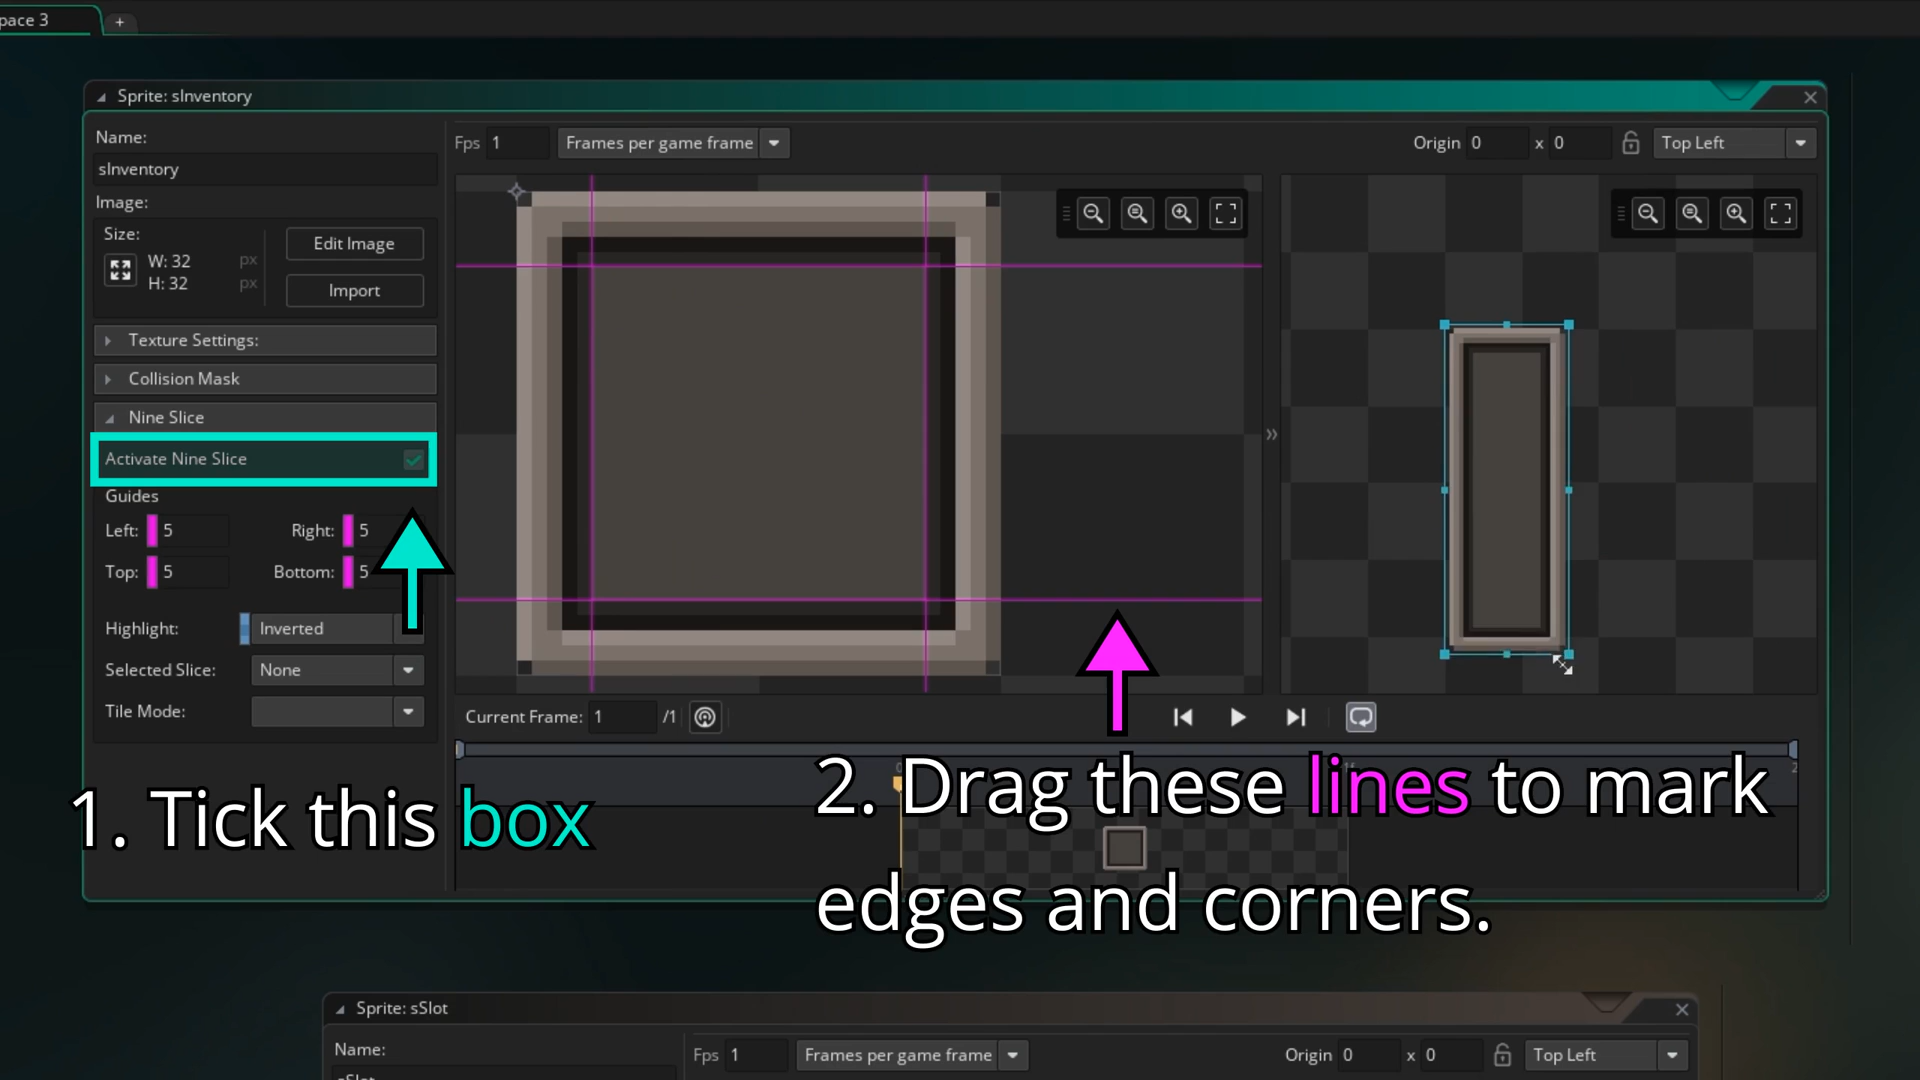 pace 3
+
Sprite: sInventory
Name:
sInventory
Image:
Size:
W: 32 px
H: 32 px
Edit Image
Import
Texture Settings:
Collision Mask
Nine Slice
Activate Nine Slice
Guides
Left: 5 Right: 5
Top: 5 Bottom: 5
Highlight: Inverted
Selected Slice: None
Tile Mode:
Fps 1 Frames per game frame
Origin 0 x 0 Top Left
Current Frame: 1 /1
1. Tick this box
2. Drag these lines to mark
edges and corners.
Sprite: sSlot
Name:
Fps 1 Frames per game frame
Origin 0 x 0 Top Left